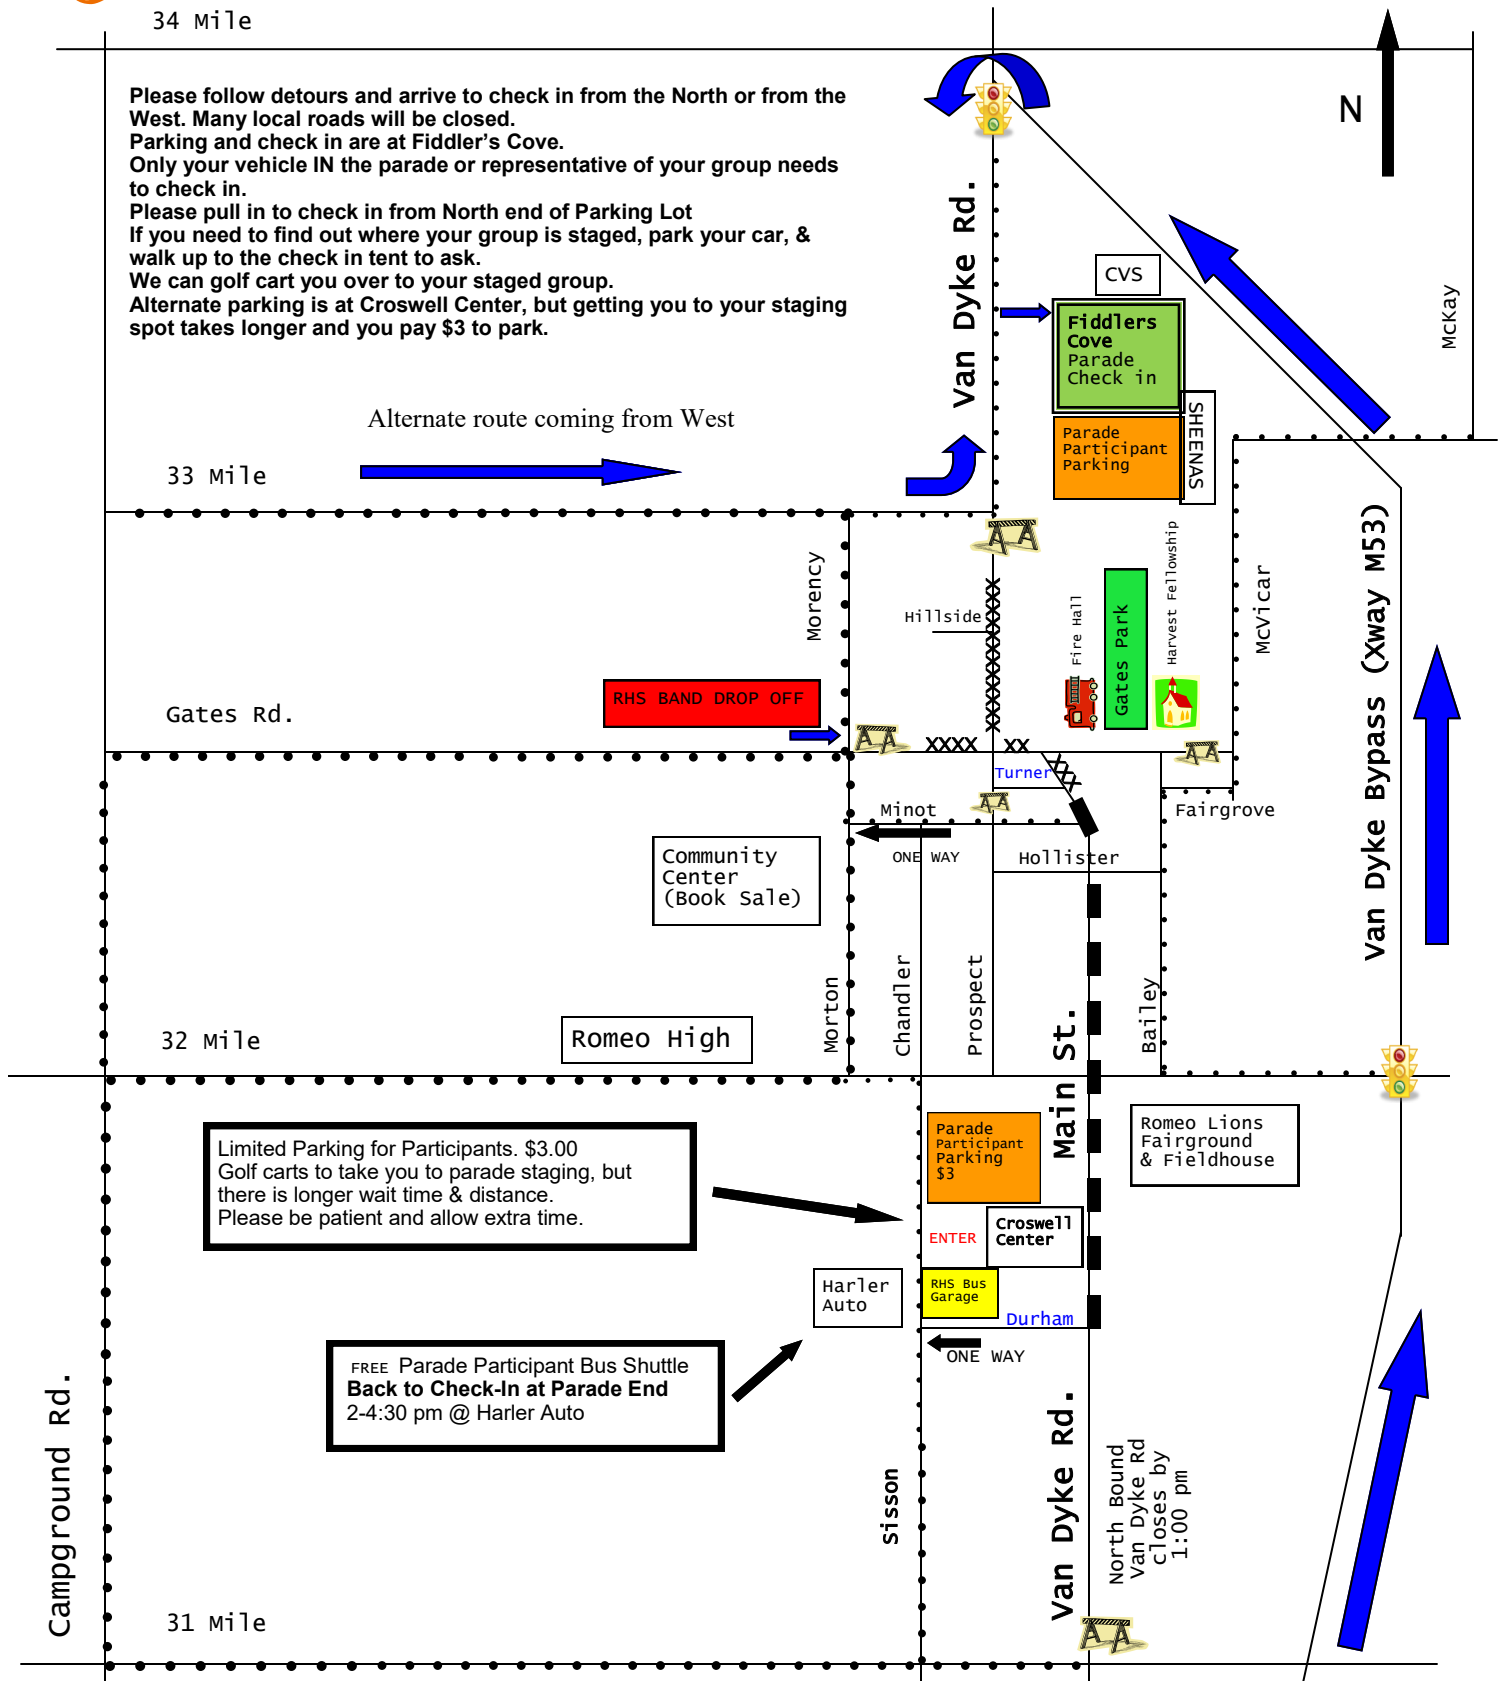 34 Mile
Please follow detours and arrive to check in from the North or from the
West. Many local roads will be closed.
Parking and check in are at Fiddler's Cove.
Only your vehicle IN the parade or representative of your group needs
to check in.
Please pull in to check in from North end of Parking Lot
If you need to find out where your group is staged, park your car, &
walk up to the check in tent to ask.
We can golf cart you over to your staged group.
Alternate parking is at Croswell Center, but getting you to your staging
spot takes longer and you pay $3 to park.
N
Van Dyke Rd.
CVS
McKay
Fiddlers
Cove
Parade
Check in
SHEENAS
Parade
Participant
Parking
Alternate route coming from West
33 Mile
Van Dyke Bypass (Xway M53)
Morency
Hillside
XXXXXXXXXXX
Fire Hall
Gates Park
Harvest Fellowship
McVicar
RHS BAND DROP OFF
Gates Rd.
XXXX
XX
XXX
Turner
Minot
Fairgrove
ONE WAY
Hollister
Community
Center
(Book Sale)
Morton
Chandler
Prospect
Main St.
Bailey
32 Mile
Romeo High
Limited Parking for Participants. $3.00
Golf carts to take you to parade staging, but
there is longer wait time & distance.
Please be patient and allow extra time.
Parade
Participant
Parking
$3
Romeo Lions
Fairground
& Fieldhouse
ENTER
Croswell
Center
Harler
Auto
RHS Bus
Garage
Durham
ONE WAY
FREE Parade Participant Bus Shuttle
Back to Check-In at Parade End
2-4:30 pm @ Harler Auto
Campground Rd.
Sisson
Van Dyke Rd.
North Bound
Van Dyke Rd
closes by
1:00 pm
31 Mile